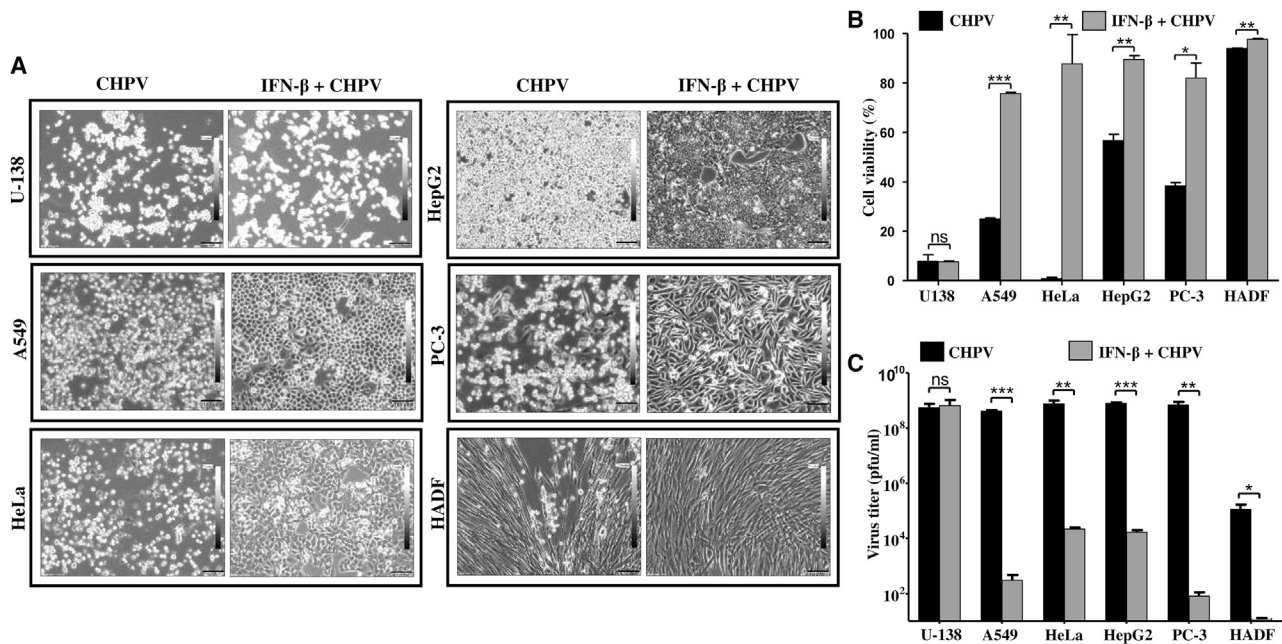 A
CHPV IFN-β + CHPV
U-138
A549
HeLa
CHPV IFN-β + CHPV
HepG2
PC-3
HADF
B
CHPV IFN-β + CHPV
Cell viability (%)
100
80
60
40
20
0
ns *** ** ** * **
U138 A549 HeLa HepG2 PC-3 HADF
C
CHPV IFN-β + CHPV
Virus titer (pfu/ml)
10^10
10^8
10^6
10^4
10^2
ns *** ** *** ** *
U-138 A549 HeLa HepG2 PC-3 HADF